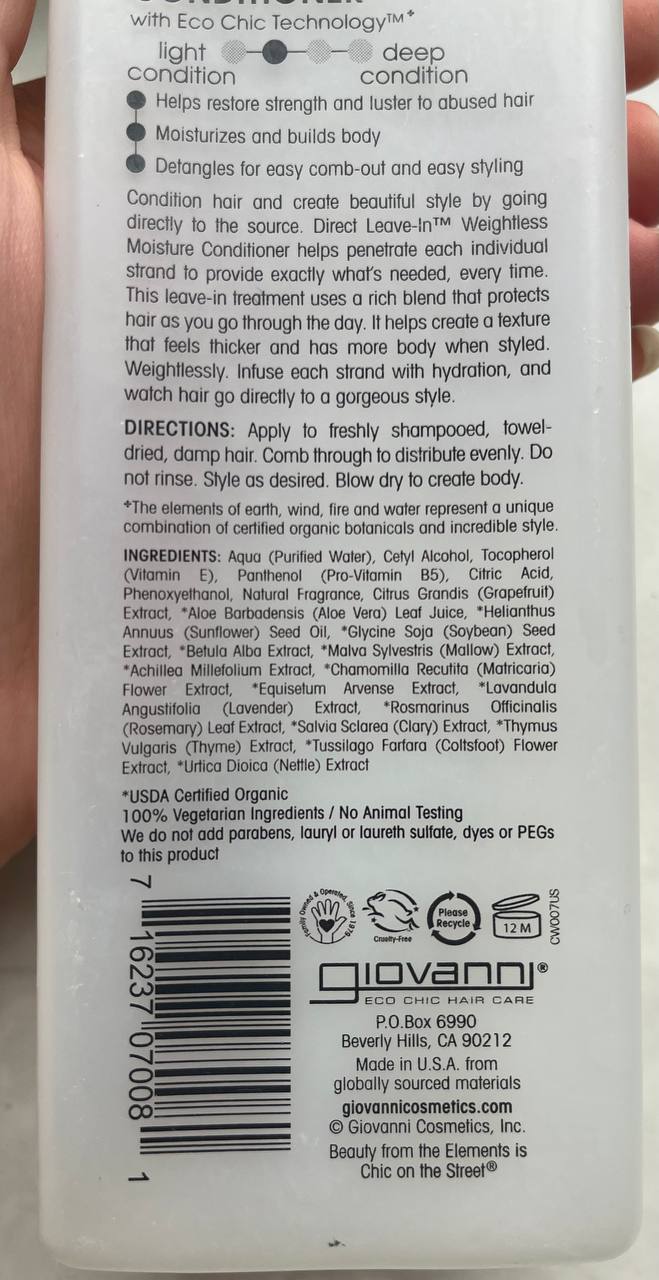 CONDITIONER
with Eco Chic Technology™⁺
light deep
condition condition
Helps restore strength and luster to abused hair
Moisturizes and builds body
Detangles for easy comb-out and easy styling
Condition hair and create beautiful style by going
directly to the source. Direct Leave-In™ Weightless
Moisture Conditioner helps penetrate each individual
strand to provide exactly what's needed, every time.
This leave-in treatment uses a rich blend that protects
hair as you go through the day. It helps create a texture
that feels thicker and has more body when styled.
Weightlessly. Infuse each strand with hydration, and
watch hair go directly to a gorgeous style.
DIRECTIONS: Apply to freshly shampooed, towel-
dried, damp hair. Comb through to distribute evenly. Do
not rinse. Style as desired. Blow dry to create body.
⁺The elements of earth, wind, fire and water represent a unique
combination of certified organic botanicals and incredible style.
INGREDIENTS: Aqua (Purified Water), Cetyl Alcohol, Tocopherol
(Vitamin E), Panthenol (Pro-Vitamin B5), Citric Acid,
Phenoxyethanol, Natural Fragrance, Citrus Grandis (Grapefruit)
Extract, *Aloe Barbadensis (Aloe Vera) Leaf Juice, *Helianthus
Annuus (Sunflower) Seed Oil, *Glycine Soja (Soybean) Seed
Extract, *Betula Alba Extract, *Malva Sylvestris (Mallow) Extract,
*Achillea Millefolium Extract, *Chamomilla Recutita (Matricaria)
Flower Extract, *Equisetum Arvense Extract, *Lavandula
Angustifolia (Lavender) Extract, *Rosmarinus Officinalis
(Rosemary) Leaf Extract, *Salvia Sclarea (Clary) Extract, *Thymus
Vulgaris (Thyme) Extract, *Tussilago Farfara (Coltsfoot) Flower
Extract, *Urtica Dioica (Nettle) Extract
*USDA Certified Organic
100% Vegetarian Ingredients / No Animal Testing
We do not add parabens, lauryl or laureth sulfate, dyes or PEGs
to this product
7 16237 07008 1
Family Owned & Operated, Since 1979
Cruelty-Free
Please
Recycle
12 M
CW007US
giovanni®
ECO CHIC HAIR CARE
P.O.Box 6990
Beverly Hills, CA 90212
Made in U.S.A. from
globally sourced materials
giovannicosmetics.com
© Giovanni Cosmetics, Inc.
Beauty from the Elements is
Chic on the Street®